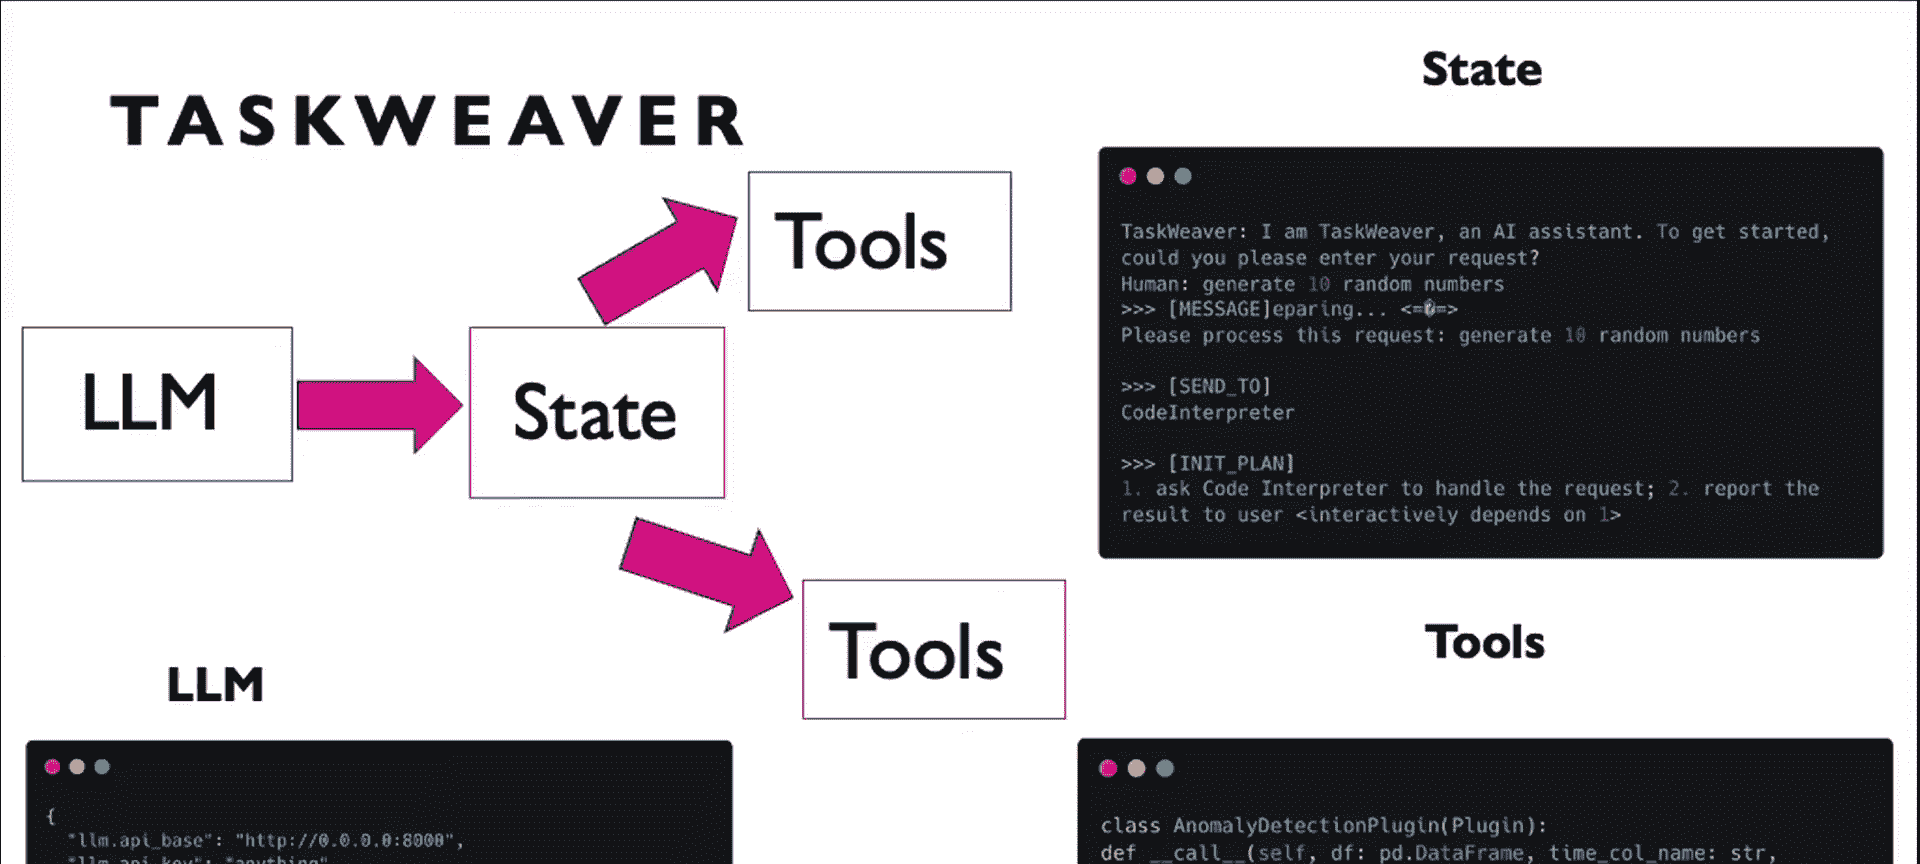 TASKWEAVER
LLM
State
Tools
Tools
State
TaskWeaver: I am TaskWeaver, an AI assistant. To get started,
could you please enter your request?
Human: generate 10 random numbers
>>> [MESSAGE]eparing... <=�=>
Please process this request: generate 10 random numbers
>>> [SEND_TO]
CodeInterpreter
>>> [INIT_PLAN]
1. ask Code Interpreter to handle the request; 2. report the
result to user <interactively depends on 1>
LLM
{
"llm.api_base": "http://0.0.0.0:8000",
"llm.api_key": "anything"
Tools
class AnomalyDetectionPlugin(Plugin):
def __call__(self, df: pd.DataFrame, time_col_name: str,